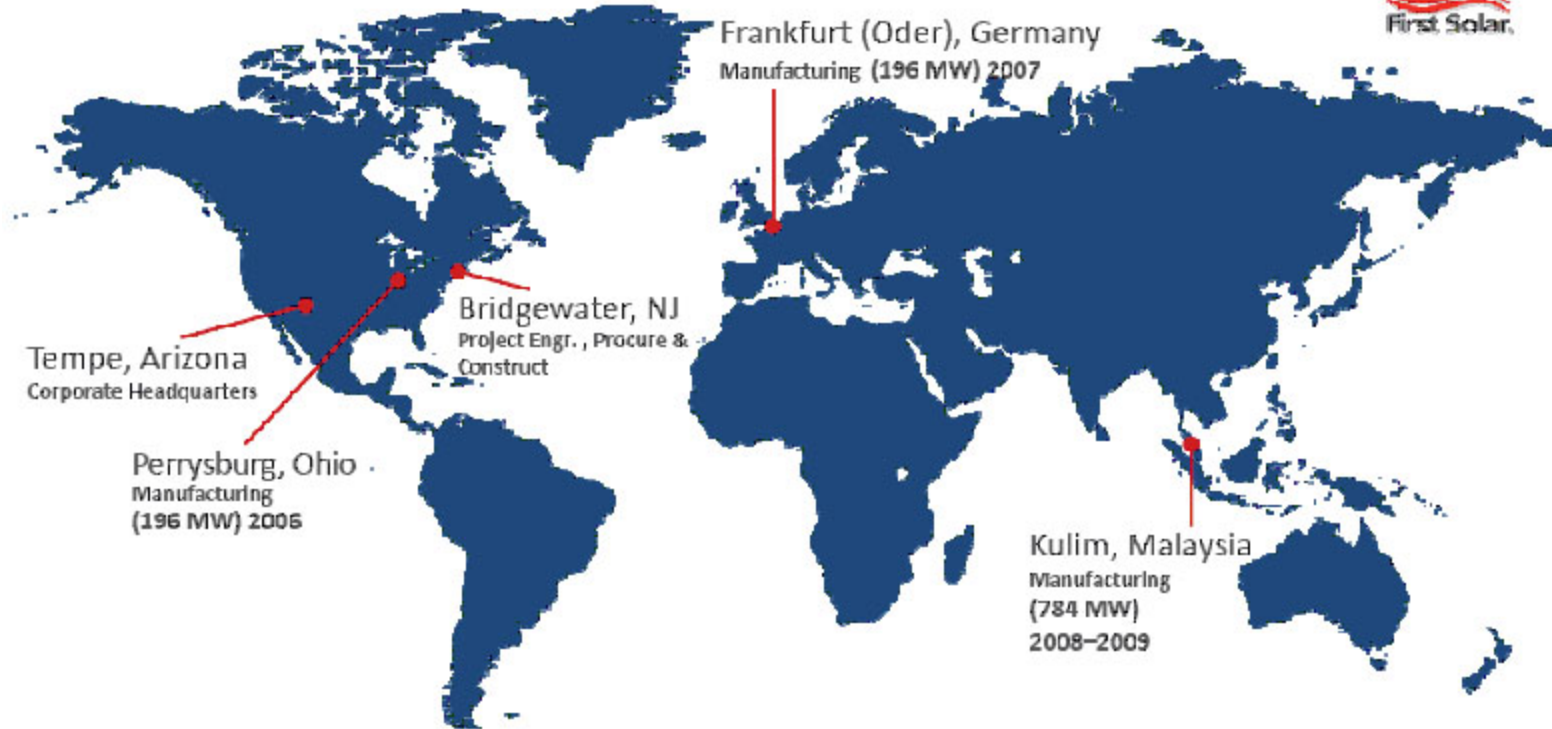 First Solar.
Frankfurt (Oder), Germany
Manufacturing (196 MW) 2007
Bridgewater, NJ
Project Engr. , Procure &
Construct
Tempe, Arizona
Corporate Headquarters
Perrysburg, Ohio
Manufacturing
(196 MW) 2006
Kulim, Malaysia
Manufacturing
(784 MW)
2008–2009